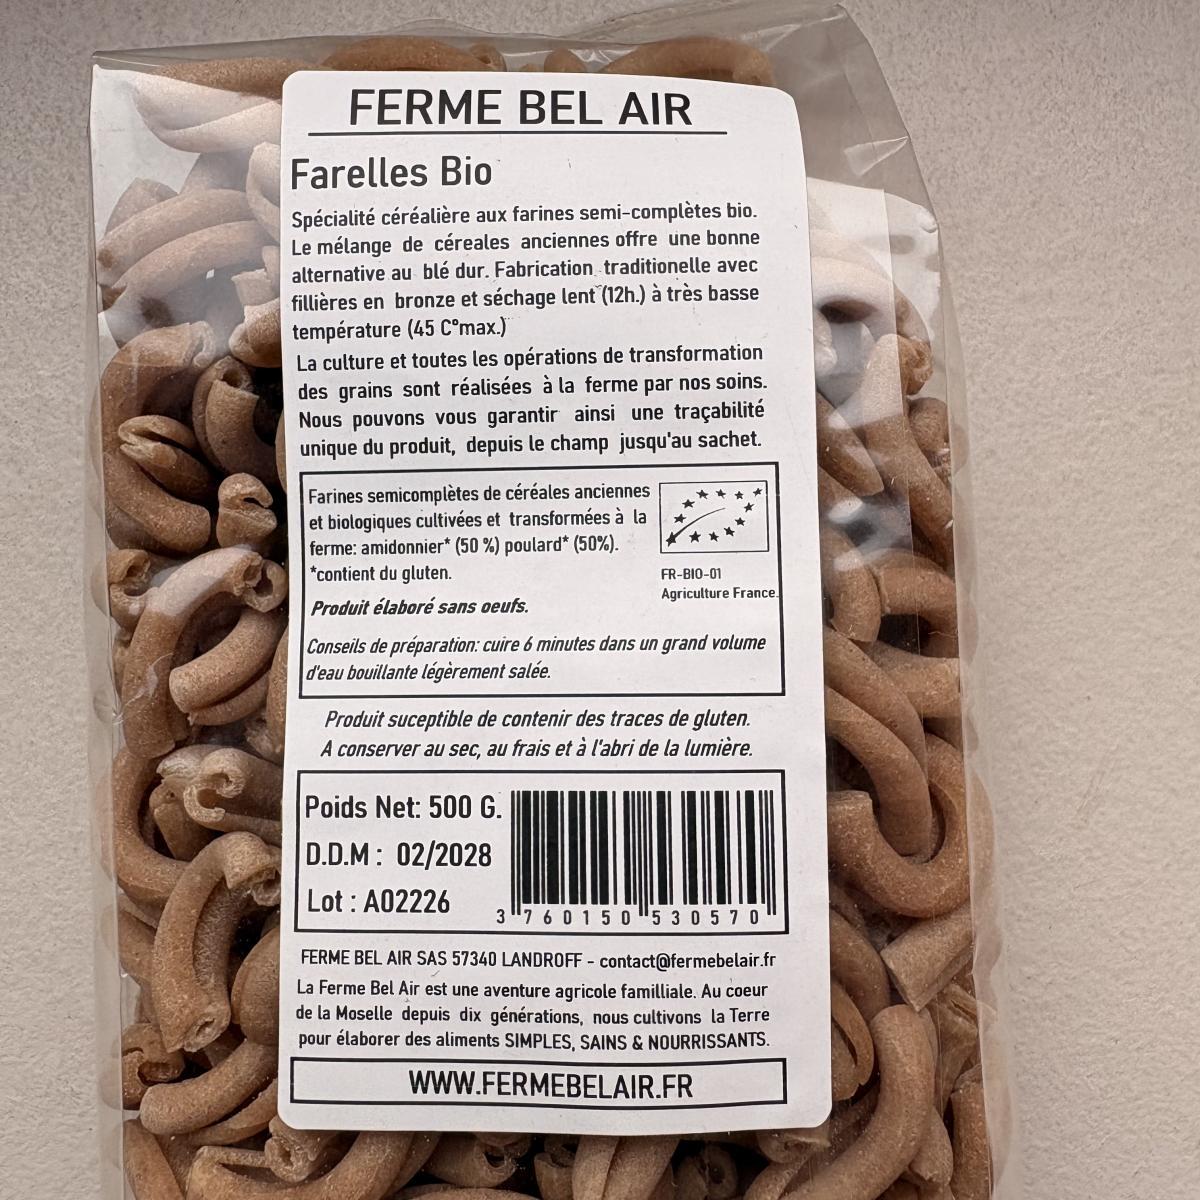 FERME BEL AIR
Farelles Bio
Spécialité céréalière aux farines semi-complètes bio.
Le mélange de céreales anciennes offre une bonne
alternative au blé dur. Fabrication traditionelle avec
fillières en bronze et séchage lent (12h.) à très basse
température (45 C°max.)
La culture et toutes les opérations de transformation
des grains sont réalisées à la ferme par nos soins.
Nous pouvons vous garantir ainsi une traçabilité
unique du produit, depuis le champ jusqu'au sachet.
Farines semicomplètes de céréales anciennes
et biologiques cultivées et transformées à la
ferme: amidonnier* (50 %) poulard* (50%).
*contient du gluten.
FR-BIO-01
Agriculture France.
Produit élaboré sans oeufs.
Conseils de préparation: cuire 6 minutes dans un grand volume
d'eau bouillante légèrement salée.
Produit suceptible de contenir des traces de gluten.
A conserver au sec, au frais et à l'abri de la lumière.
Poids Net: 500 G.
D.D.M : 02/2028
Lot : A02226
3 760150 530570
FERME BEL AIR SAS 57340 LANDROFF - contact@fermebelair.fr
La Ferme Bel Air est une aventure agricole familliale. Au coeur
de la Moselle depuis dix générations, nous cultivons la Terre
pour élaborer des aliments SIMPLES, SAINS & NOURRISSANTS.
WWW.FERMEBELAIR.FR